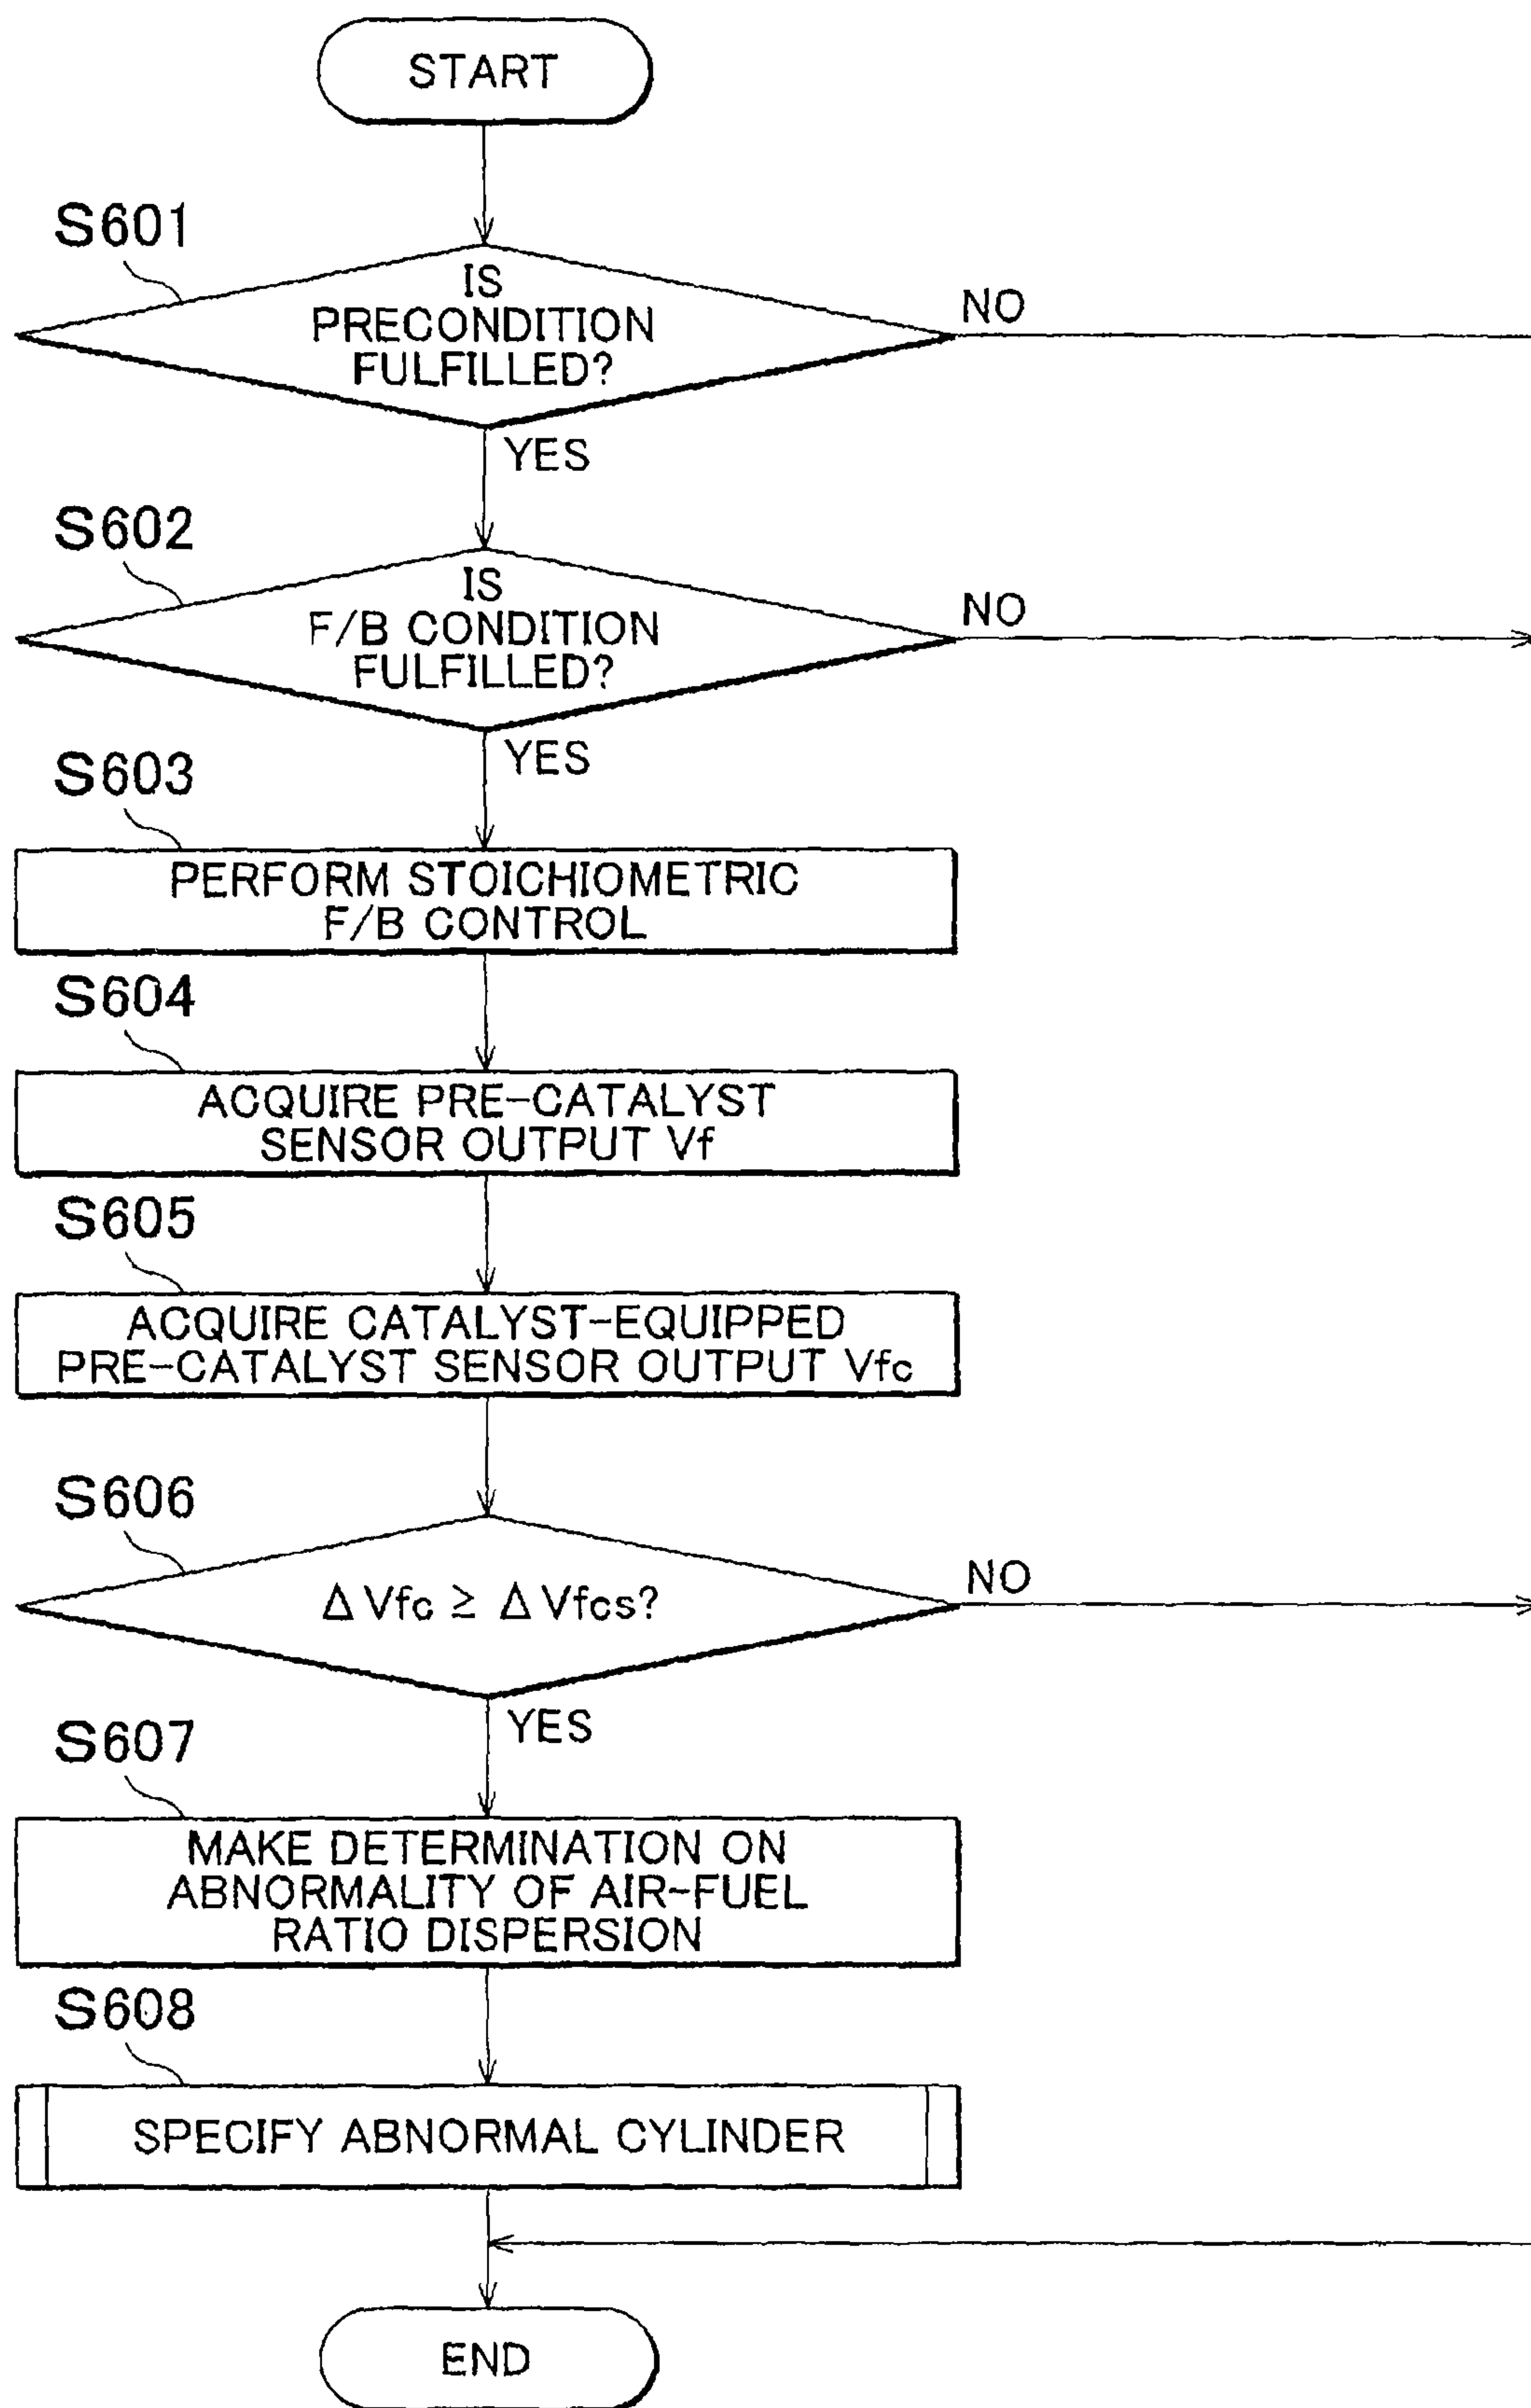 START
S601
IS
PRECONDITION
FULFILLED?
NO
YES
S602
IS
F/B CONDITION
FULFILLED?
NO
YES
S603
PERFORM STOICHIOMETRIC
F/B CONTROL
S604
ACQUIRE PRE-CATALYST
SENSOR OUTPUT Vf
S605
ACQUIRE CATALYST-EQUIPPED
PRE-CATALYST SENSOR OUTPUT Vfc
S606
Δ Vfc ≥ Δ Vfcs?
NO
YES
S607
MAKE DETERMINATION ON
ABNORMALITY OF AIR-FUEL
RATIO DISPERSION
S608
SPECIFY ABNORMAL CYLINDER
END